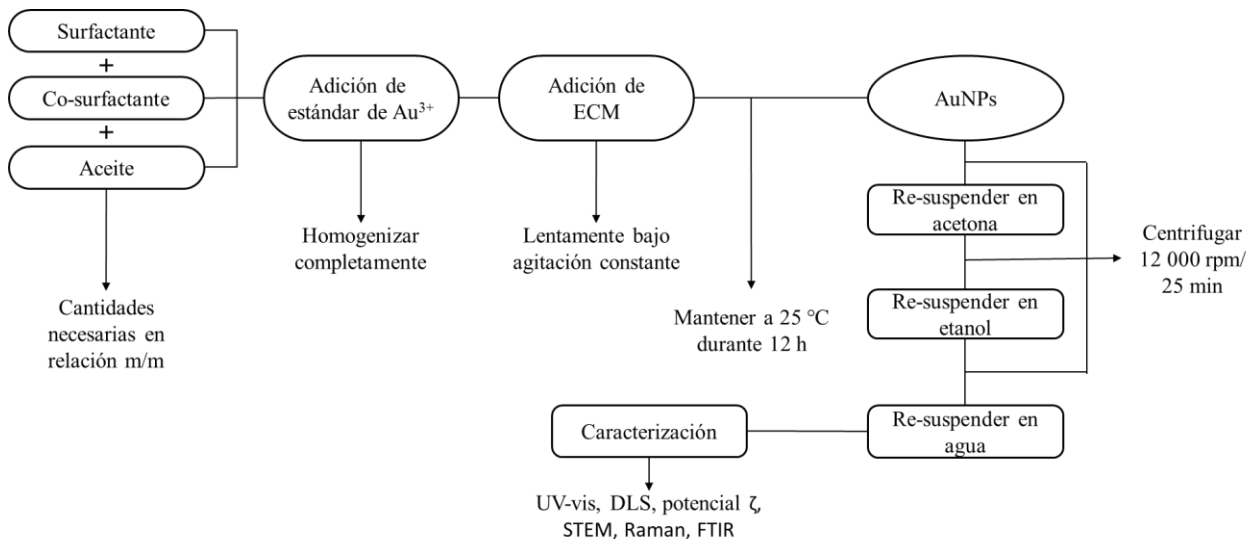 Surfactante
+
Co-surfactante
+
Aceite
Cantidades
necesarias en
relación m/m
Adición de
estándar de Au³⁺
Homogenizar
completamente
Adición de
ECM
Lentamente bajo
agitación constante
Mantener a 25 °C
durante 12 h
AuNPs
Re-suspender en
acetona
Re-suspender en
etanol
Centrifugar
12 000 rpm/
25 min
Re-suspender en
agua
Caracterización
UV-vis, DLS, potencial ζ,
STEM, Raman, FTIR